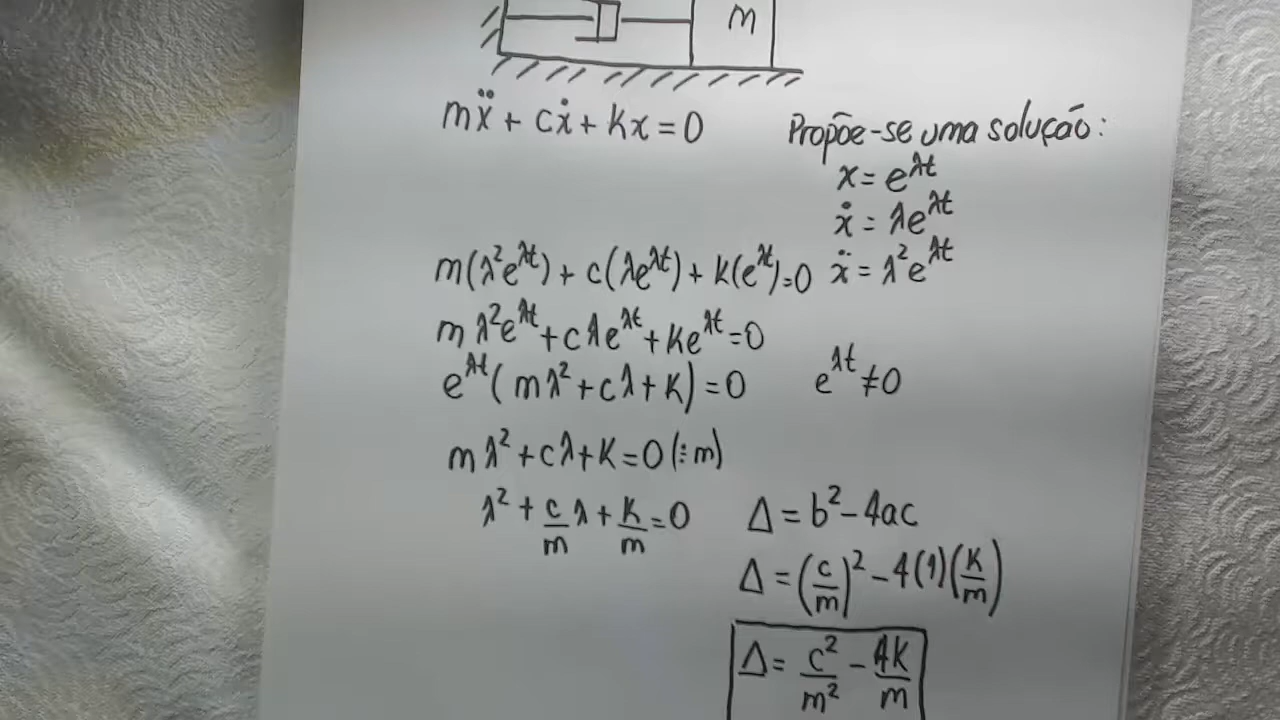 m
mẍ + cẋ + kx = 0
Propõe-se uma solução:
x = e^λt
ẋ = λe^λt
ẍ = λ²e^λt
m(λ²e^λt) + c(λe^λt) + k(e^λt) = 0
mλ²e^λt + cλe^λt + ke^λt = 0
e^λt(mλ² + cλ + k) = 0
e^λt ≠ 0
mλ² + cλ + k = 0 (÷m)
λ² + c/m λ + k/m = 0
Δ = b² - 4ac
Δ = (c/m)² - 4(1)(k/m)
Δ = c²/m² - 4k/m